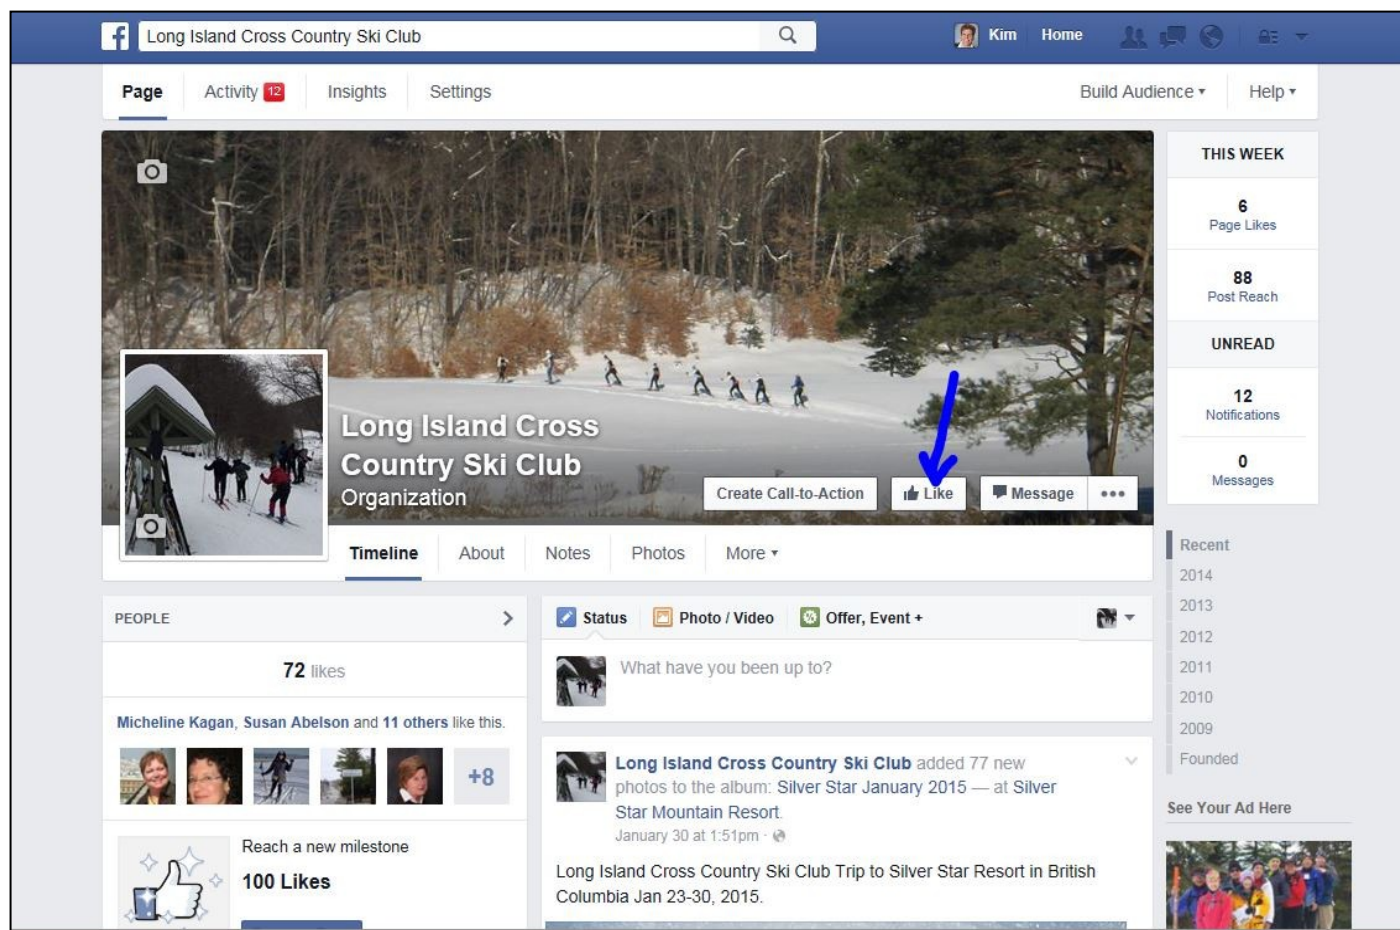 Long Island Cross Country Ski Club
Kim Home
Page Activity 12 Insights Settings Build Audience Help
Long Island Cross
Country Ski Club
Organization
Create Call-to-Action Like Message
Timeline About Notes Photos More
THIS WEEK
6
Page Likes
88
Post Reach
UNREAD
12
Notifications
0
Messages
Recent
2014
2013
2012
2011
2010
2009
Founded
See Your Ad Here
PEOPLE
72 likes
Micheline Kagan, Susan Abelson and 11 others like this.
+8
Reach a new milestone
100 Likes
Status Photo / Video Offer, Event +
What have you been up to?
Long Island Cross Country Ski Club added 77 new
photos to the album: Silver Star January 2015 — at Silver
Star Mountain Resort.
January 30 at 1:51pm ·
Long Island Cross Country Ski Club Trip to Silver Star Resort in British
Columbia Jan 23-30, 2015.